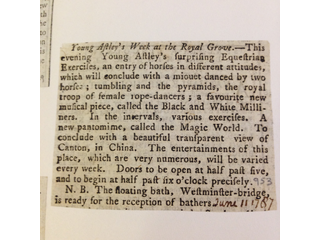 Young Astley's Week at the Royal Grove.—This
evening Young Astley's surprising Equestrian
Exercises, an entry of horses in different attitudes,
which will conclude with a miouet danced by two
horses; tumbling and the pyramids, the royal
troop of female rope-dancers; a favourite new
musical piece, called the Black and White Milli-
ners. In the intervals, various exercises. A
new pantomime, called the Magic World. To
conclude with a beautiful transparent view of
Canton, in China. The entertainments of this
place, which are very numerous, will be varied
every week. Doors to be open at half past five,
and to begin at half past six o'clock precisely. 953
N. B. The floating bath, Westminster-bridge,
is ready for the reception of bathers June 11 1787